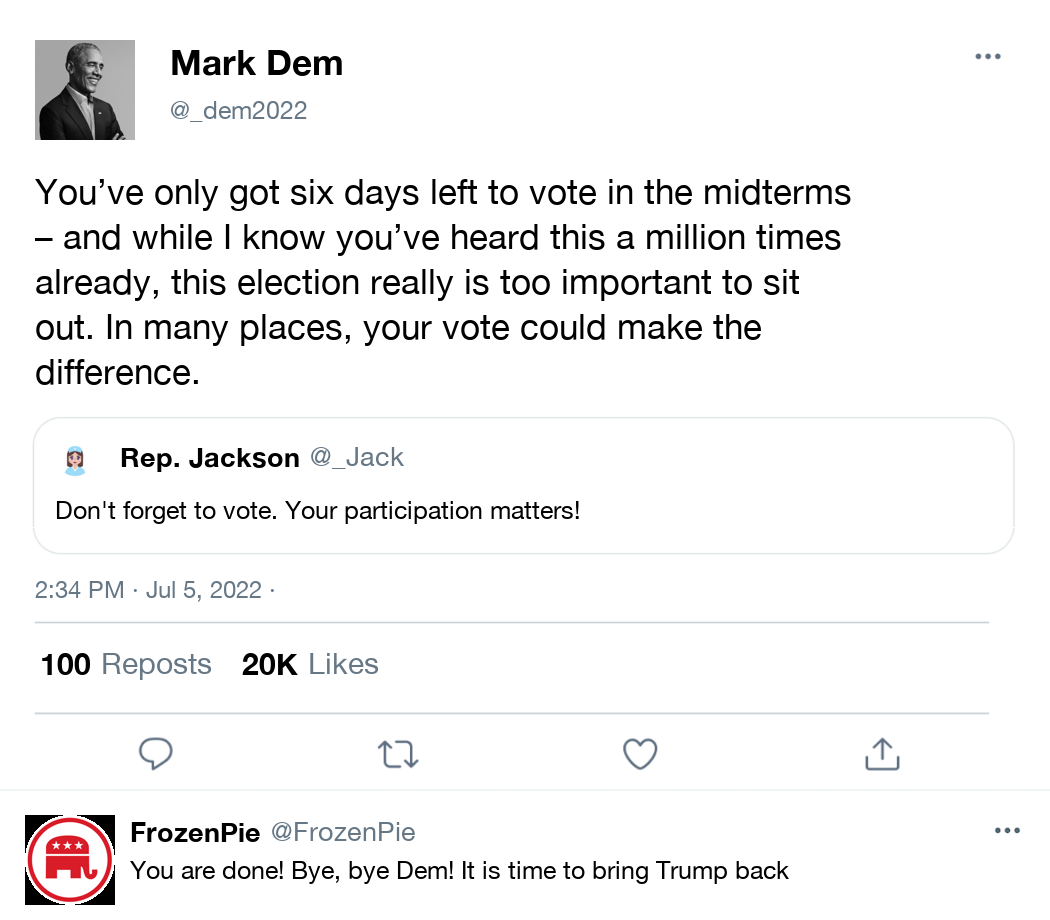 Mark Dem
@_dem2022
You’ve only got six days left to vote in the midterms
– and while I know you’ve heard this a million times
already, this election really is too important to sit
out. In many places, your vote could make the
difference.
Rep. Jackson @_Jack
Don't forget to vote. Your participation matters!
2:34 PM · Jul 5, 2022 ·
100 Reposts 20K Likes
FrozenPie @FrozenPie
You are done! Bye, bye Dem! It is time to bring Trump back